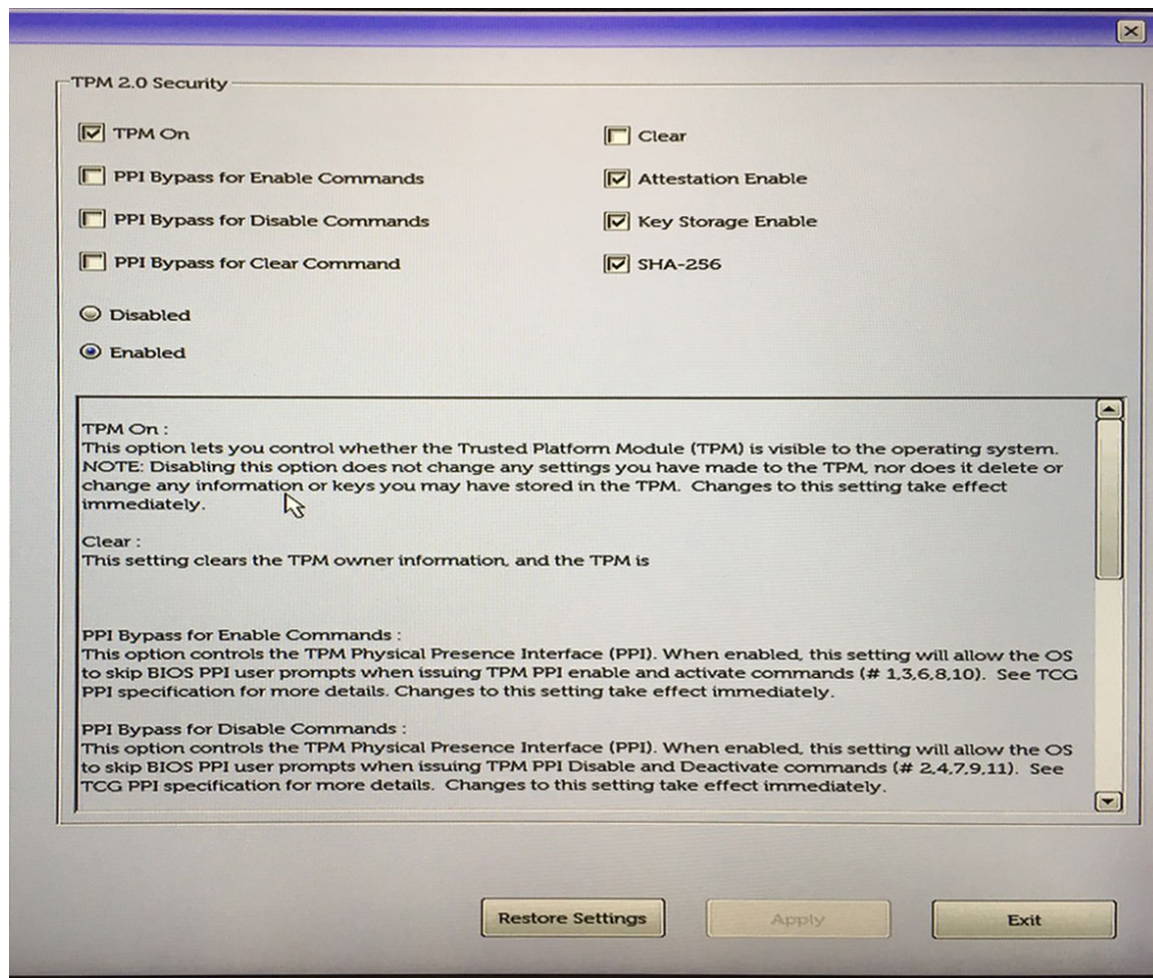 TPM 2.0 Security
TPM On
Clear
PPI Bypass for Enable Commands
Attestation Enable
PPI Bypass for Disable Commands
Key Storage Enable
PPI Bypass for Clear Command
SHA-256
Disabled
Enabled
TPM On :
This option lets you control whether the Trusted Platform Module (TPM) is visible to the operating system.
NOTE: Disabling this option does not change any settings you have made to the TPM, nor does it delete or
change any information or keys you may have stored in the TPM.  Changes to this setting take effect
immediately.
Clear :
This setting clears the TPM owner information, and the TPM is
PPI Bypass for Enable Commands :
This option controls the TPM Physical Presence Interface (PPI). When enabled, this setting will allow the OS
to skip BIOS PPI user prompts when issuing TPM PPI enable and activate commands (# 1,3,6,8,10).  See TCG
PPI specification for more details. Changes to this setting take effect immediately.
PPI Bypass for Disable Commands :
This option controls the TPM Physical Presence Interface (PPI). When enabled, this setting will allow the OS
to skip BIOS PPI user prompts when issuing TPM PPI Disable and Deactivate commands (# 2,4,7,9,11).  See
TCG PPI specification for more details.  Changes to this setting take effect immediately.
Restore Settings
Apply
Exit